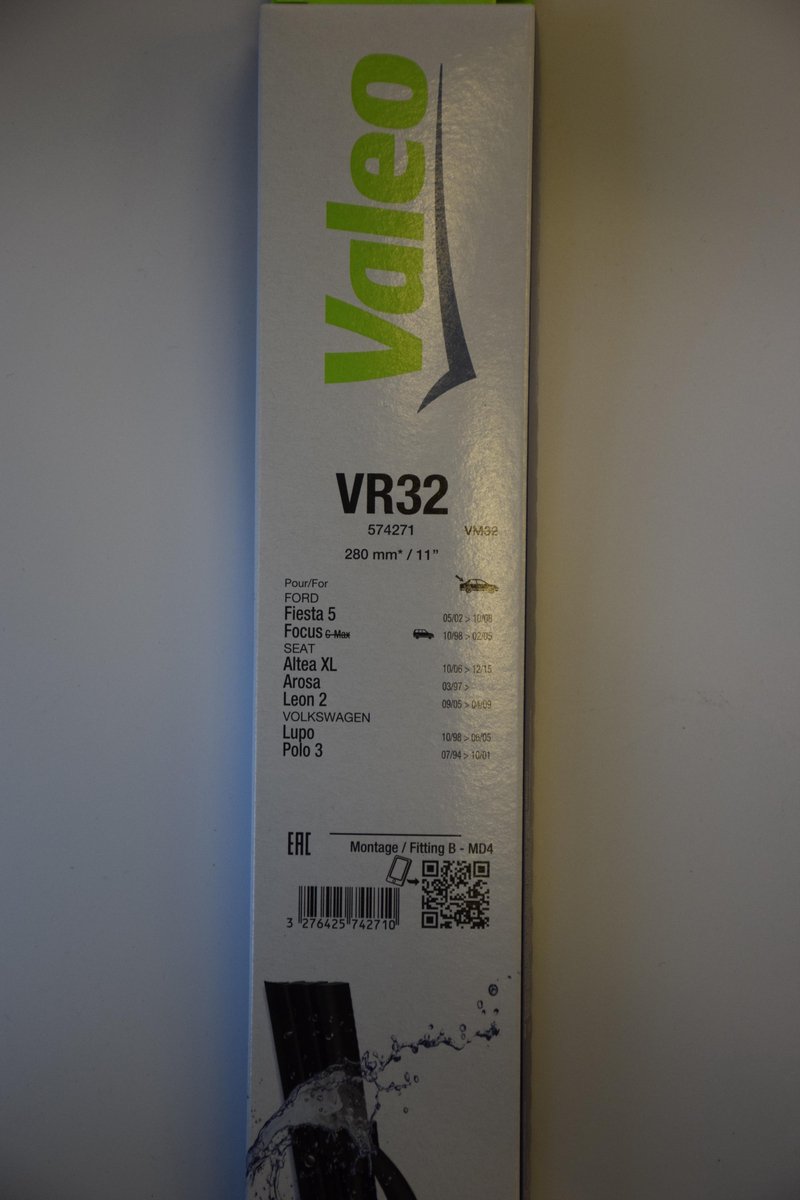 Valeo
VR32
574271 VM32
280 mm* / 11”
Pour/For
FORD
Fiesta 5 05/02 > 10/08
Focus C-Max 10/98 > 02/05
SEAT
Altea XL 10/06 > 12/15
Arosa 03/97 >
Leon 2 09/05 > 04/09
VOLKSWAGEN
Lupo 10/98 > 06/05
Polo 3 07/94 > 10/01
EAC
Montage / Fitting B - MD4
3 276425 742710